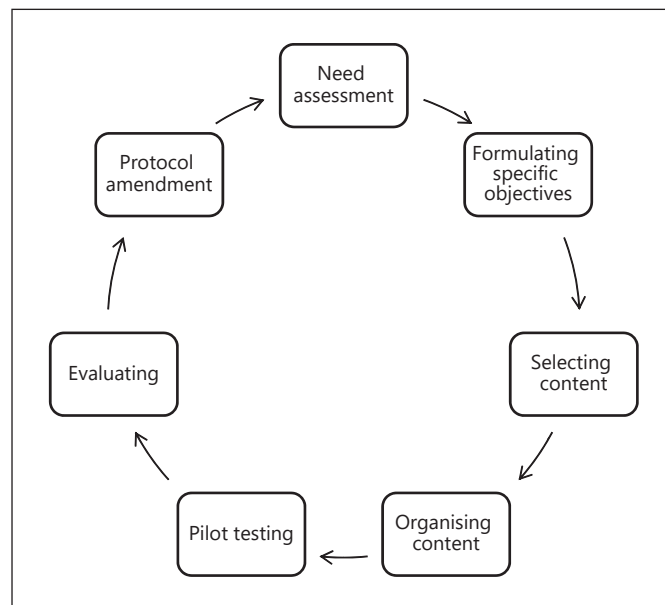 Need
assessment
Formulating
specific
objectives
Selecting
content
Organising
content
Pilot testing
Evaluating
Protocol
amendment